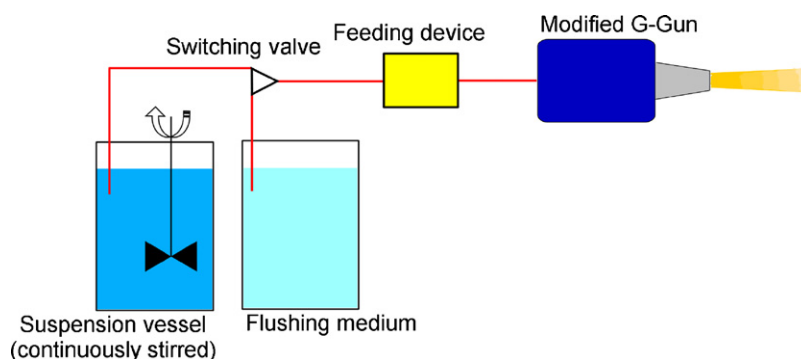 Switching valve
Feeding device
Modified G-Gun
Suspension vessel
(continuously stirred)
Flushing medium